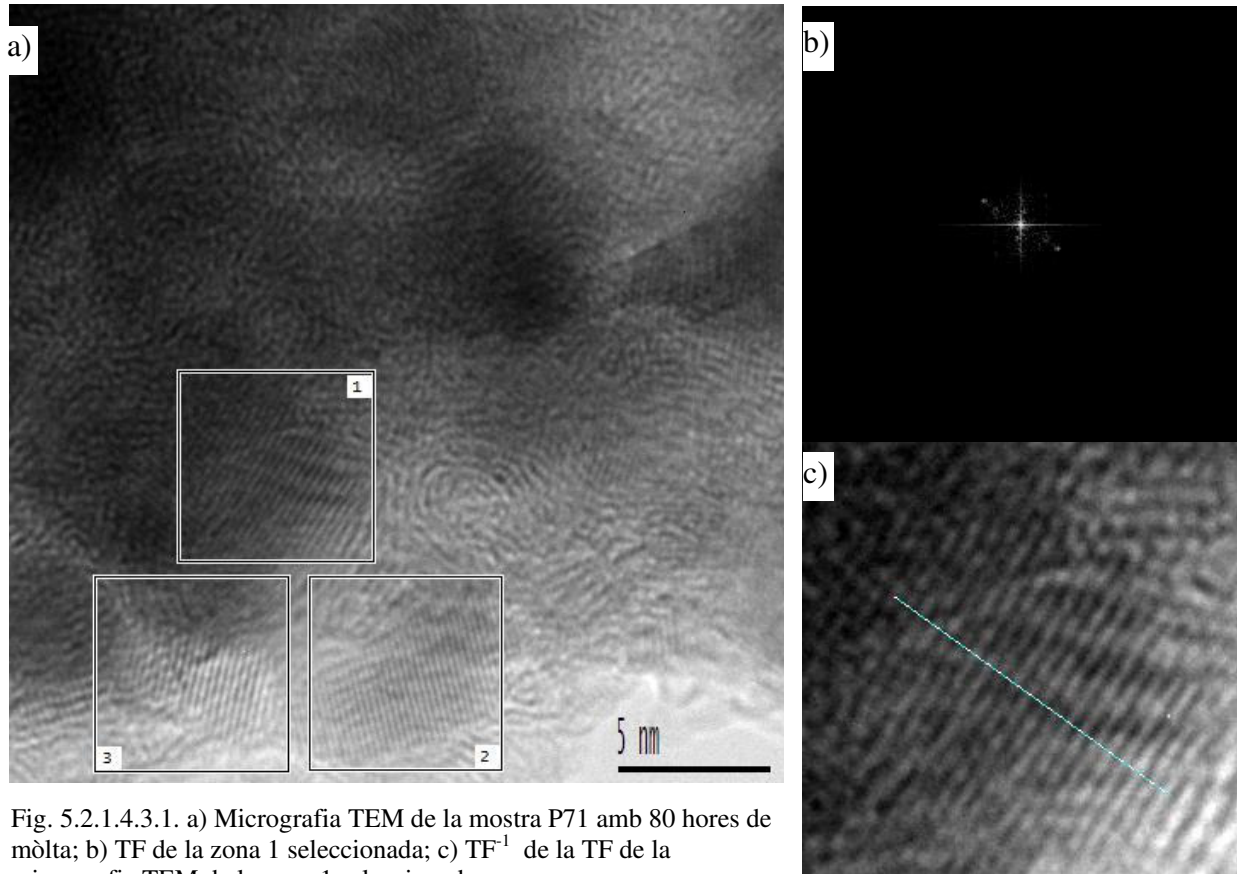 a)
b)
1
c)
3
2
5 nm
Fig. 5.2.1.4.3.1. a) Micrografia TEM de la mostra P71 amb 80 hores de
mòlta; b) TF de la zona 1 seleccionada; c) TF⁻¹ de la TF de la